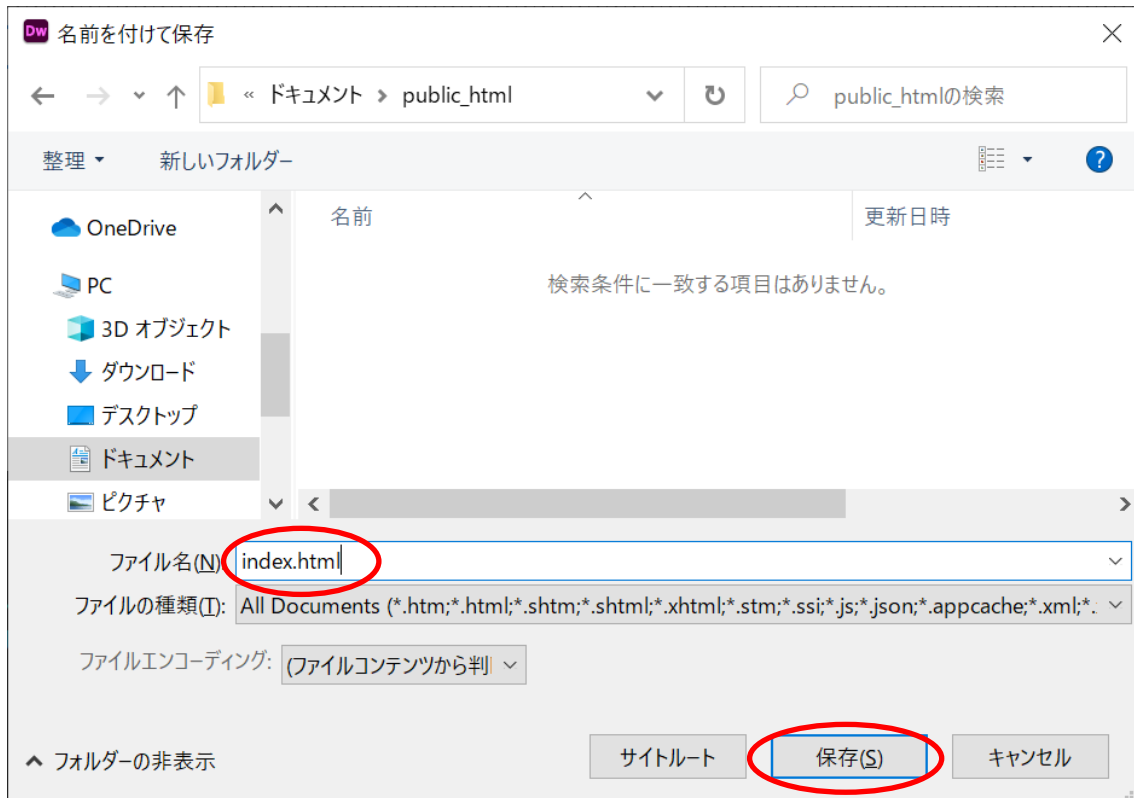 Dw 名前を付けて保存
« ドキュメント › public_html
public_htmlの検索
整理 新しいフォルダー
?
OneDrive
PC
3D オブジェクト
ダウンロード
デスクトップ
ドキュメント
ピクチャ
名前 更新日時
検索条件に一致する項目はありません。
ファイル名(N) index.html
ファイルの種類(T): All Documents (*.htm;*.html;*.shtm;*.shtml;*.xhtml;*.stm;*.ssi;*.js;*.json;*.appcache;*.xml;*.
ファイルエンコーディング: (ファイルコンテンツから判
フォルダーの非表示
サイトルート 保存(S) キャンセル